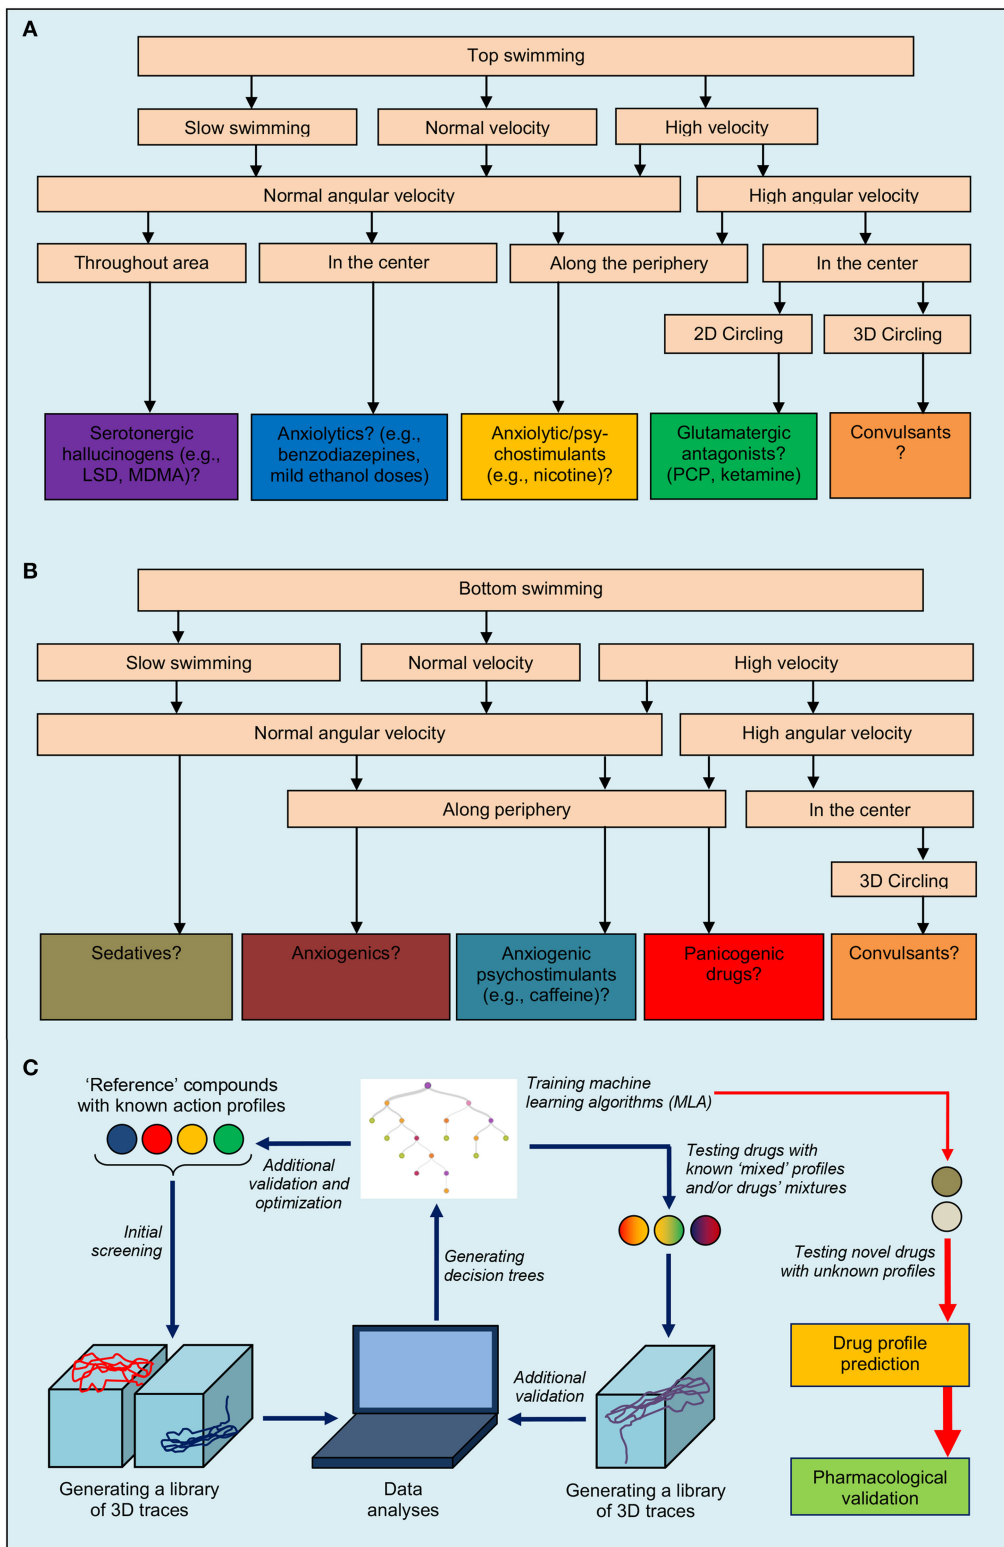 A
Top swimming
Slow swimming
Normal velocity
High velocity
Normal angular velocity
High angular velocity
Throughout area
In the center
Along the periphery
In the center
2D Circling
3D Circling
Serotonergic
hallucinogens (e.g.,
LSD, MDMA)?
Anxiolytics? (e.g.,
benzodiazepines,
mild ethanol doses)
Anxiolytic/psy-
chostimulants
(e.g., nicotine)?
Glutamatergic
antagonists?
(PCP, ketamine)
Convulsants
?
B
Bottom swimming
Slow swimming
Normal velocity
High velocity
Normal angular velocity
High angular velocity
Along periphery
In the center
3D Circling
Sedatives?
Anxiogenics?
Anxiogenic
psychostimulants
(e.g., caffeine)?
Panicogenic
drugs?
Convulsants?
C
‘Reference’ compounds
with known action profiles
Training machine
learning algorithms (MLA)
Additional
validation and
optimization
Testing drugs with
known ‘mixed’ profiles
and/or drugs’ mixtures
Initial
screening
Generating
decision trees
Testing novel drugs
with unknown profiles
Drug profile
prediction
Additional
validation
Generating a library
of 3D traces
Data
analyses
Generating a library
of 3D traces
Pharmacological
validation